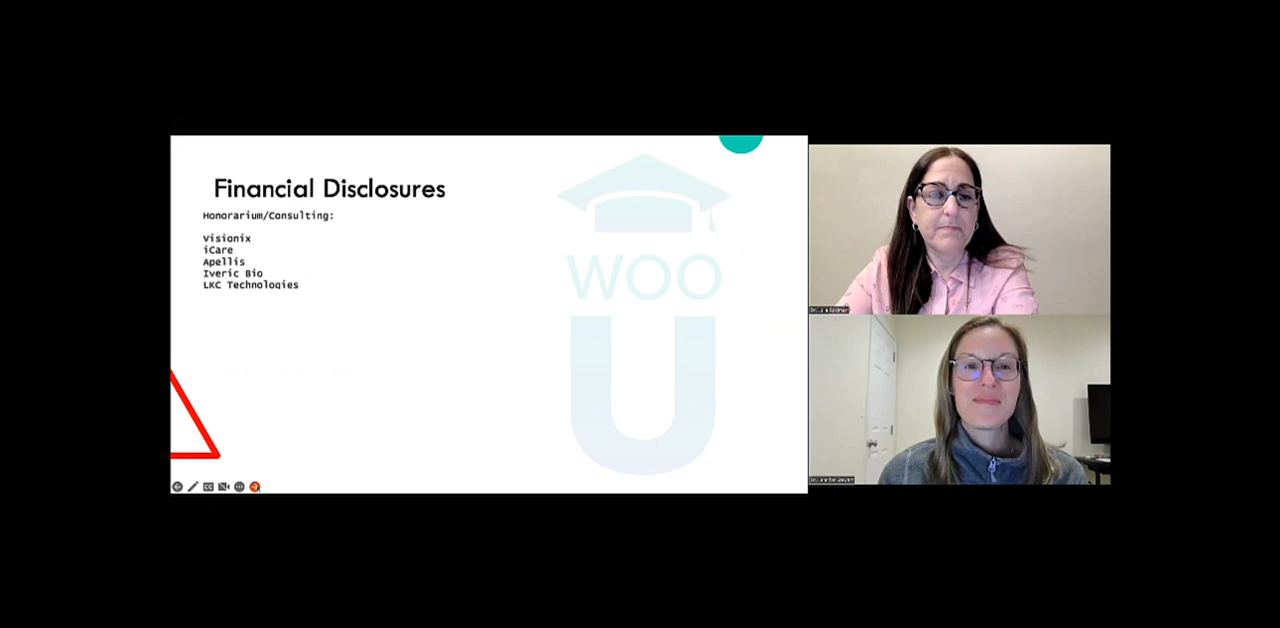 Financial Disclosures
Honorarium/Consulting:
Visionix
iCare
Apellis
Iveric Bio
LKC Technologies
WOO
U